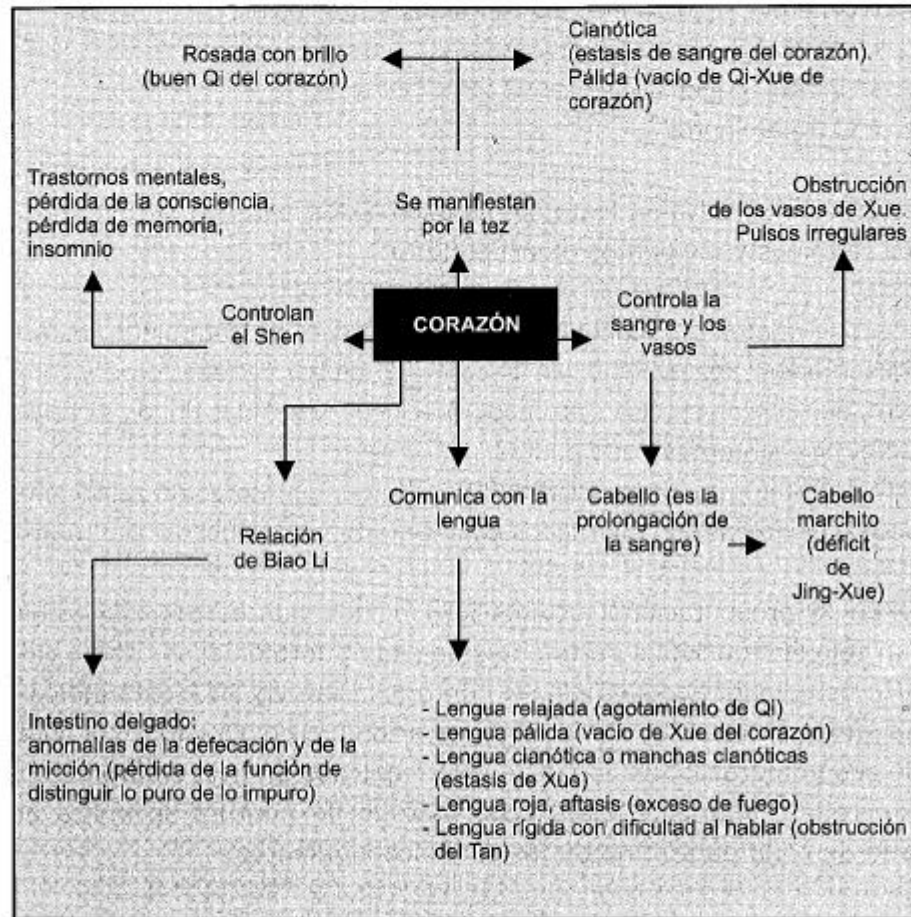 Rosada con brillo
(buen Qi del corazón)
Cianótica
(estasis de sangre del corazón).
Pálida (vacío de Qi-Xue de
corazón)
Trastornos mentales,
pérdida de la consciencia,
pérdida de memoria,
insomnio
Se manifiestan
por la tez
Obstrucción
de los vasos de Xue.
Pulsos irregulares
Controlan
el Shen
CORAZÓN
Controla la
sangre y los
vasos
Relación
de Biao Li
Comunica con la
lengua
Cabello (es la
prolongación de
la sangre)
Cabello
marchito
(déficit
de
Jing-Xue)
Intestino delgado:
anomalías de la defecación y de la
micción (pérdida de la función de
distinguir lo puro de lo impuro)
- Lengua relajada (agotamiento de Qi)
- Lengua pálida (vacío de Xue del corazón)
- Lengua cianótica o manchas cianóticas
(estasis de Xue)
- Lengua roja, aftasis (exceso de fuego)
- Lengua rígida con dificultad al hablar (obstrucción
del Tan)